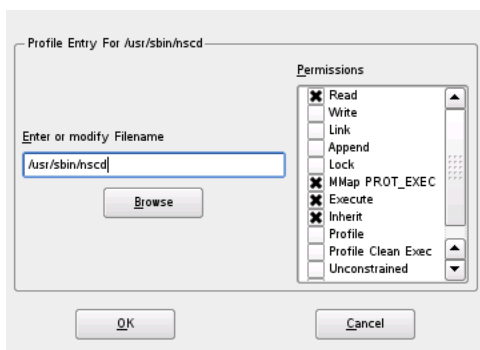 Profile Entry For /usr/sbin/nscd
Permissions
Read
Write
Link
Append
Lock
MMap PROT_EXEC
Execute
Inherit
Profile
Profile Clean Exec
Unconstrained
Enter or modify Filename
/usr/sbin/nscd
Browse
OK
Cancel